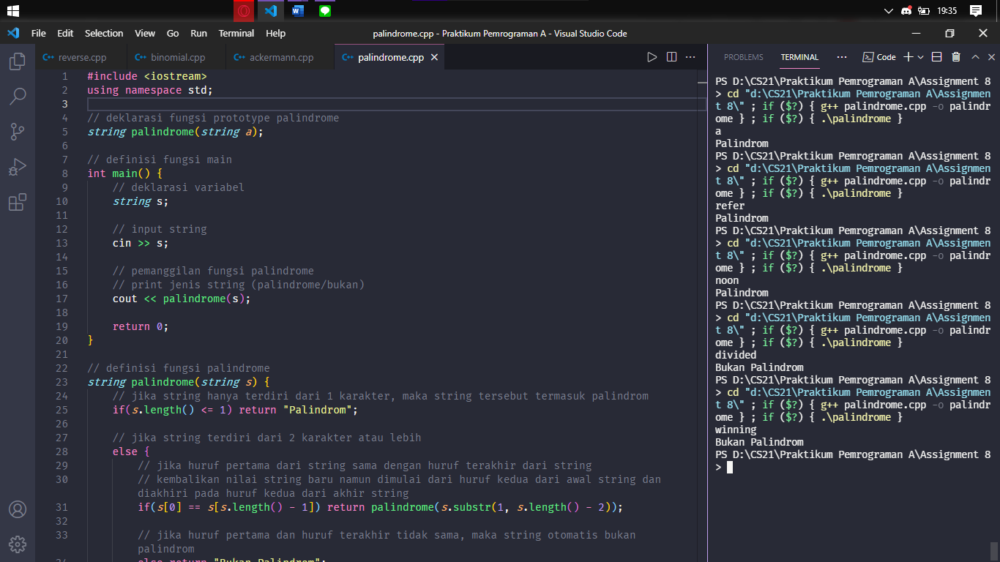 19:35
File Edit Selection View Go Run Terminal Help
palindrome.cpp - Praktikum Pemrograman A - Visual Studio Code
reverse.cpp binomial.cpp ackermann.cpp palindrome.cpp
1 #include <iostream>
2 using namespace std;
3
4 // deklarasi fungsi prototype palindrome
5 string palindrome(string a);
6
7 // definisi fungsi main
8 int main() {
9 // deklarasi variabel
10 string s;
11
12 // input string
13 cin >> s;
14
15 // pemanggilan fungsi palindrome
16 // print jenis string (palindrome/bukan)
17 cout << palindrome(s);
18
19 return 0;
20 }
21
22 // definisi fungsi palindrome
23 string palindrome(string s) {
24 // jika string hanya terdiri dari 1 karakter, maka string tersebut termasuk palindrom
25 if(s.length() <= 1) return "Palindrom";
26
27 // jika string terdiri dari 2 karakter atau lebih
28 else {
29 // jika huruf pertama dari string sama dengan huruf terakhir dari string
30 // kembalikan nilai string baru namun dimulai dari huruf kedua dari awal string dan
diakhiri pada huruf kedua dari akhir string
31 if(s[0] == s[s.length() - 1]) return palindrome(s.substr(1, s.length() - 2));
32
33 // jika huruf pertama dan huruf terakhir tidak sama, maka string otomatis bukan
palindrom
34 else return "Bukan Palindrom";
PROBLEMS TERMINAL ... Code
PS D:\CS21\Praktikum Pemrograman A\Assignment 8
> cd "d:\CS21\Praktikum Pemrograman A\Assignmen
t 8\" ; if ($?) { g++ palindrome.cpp -o palindr
ome } ; if ($?) { .\palindrome }
a
Palindrom
PS D:\CS21\Praktikum Pemrograman A\Assignment 8
> cd "d:\CS21\Praktikum Pemrograman A\Assignmen
t 8\" ; if ($?) { g++ palindrome.cpp -o palindr
ome } ; if ($?) { .\palindrome }
refer
Palindrom
PS D:\CS21\Praktikum Pemrograman A\Assignment 8
> cd "d:\CS21\Praktikum Pemrograman A\Assignmen
t 8\" ; if ($?) { g++ palindrome.cpp -o palindr
ome } ; if ($?) { .\palindrome }
noon
Palindrom
PS D:\CS21\Praktikum Pemrograman A\Assignment 8
> cd "d:\CS21\Praktikum Pemrograman A\Assignmen
t 8\" ; if ($?) { g++ palindrome.cpp -o palindr
ome } ; if ($?) { .\palindrome }
divided
Bukan Palindrom
PS D:\CS21\Praktikum Pemrograman A\Assignment 8
> cd "d:\CS21\Praktikum Pemrograman A\Assignmen
t 8\" ; if ($?) { g++ palindrome.cpp -o palindr
ome } ; if ($?) { .\palindrome }
winning
Bukan Palindrom
PS D:\CS21\Praktikum Pemrograman A\Assignment 8
>